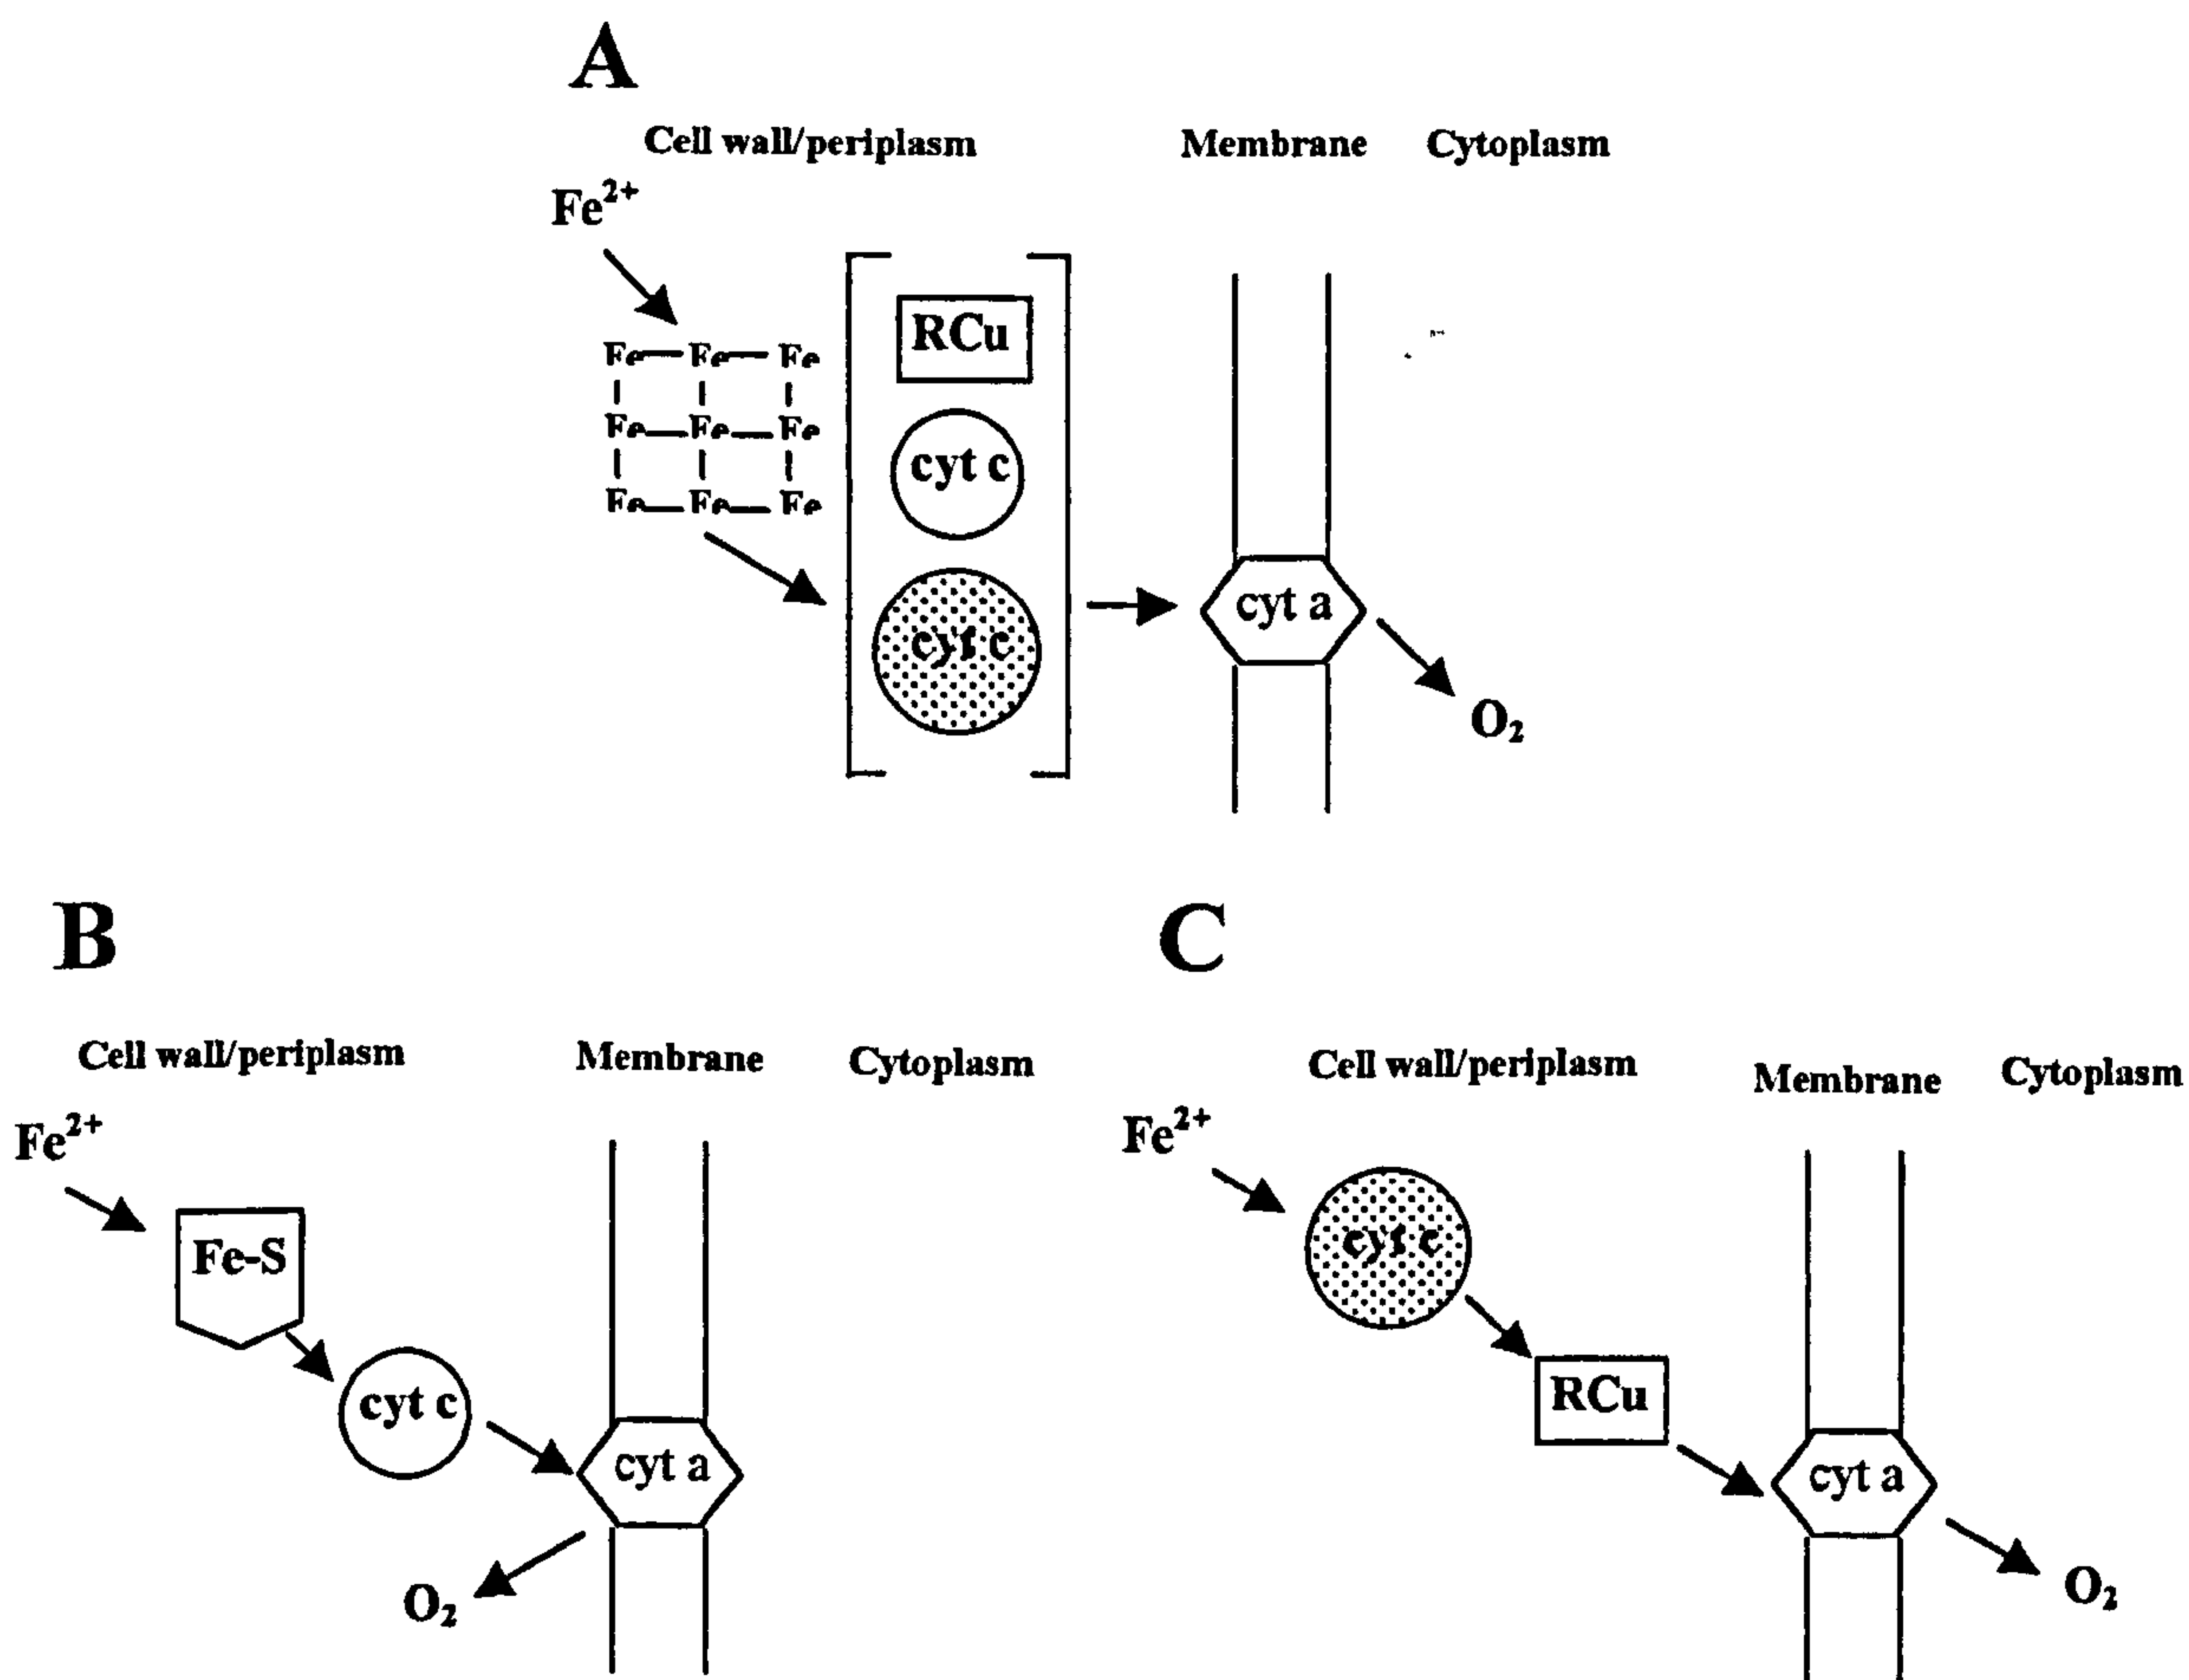 A
Cell wall/periplasm Membrane Cytoplasm
Fe²⁺
RCu
Fe Fe Fe
cyt c
Fe Fe Fe
Fe Fe Fe
cyt a
cyt c
O₂
B
C
Cell wall/periplasm Membrane Cytoplasm
Cell wall/periplasm Membrane Cytoplasm
Fe²⁺
Fe-S
cyt c
cyt a
O₂
Fe²⁺
cyt c
RCu
cyt a
O₂